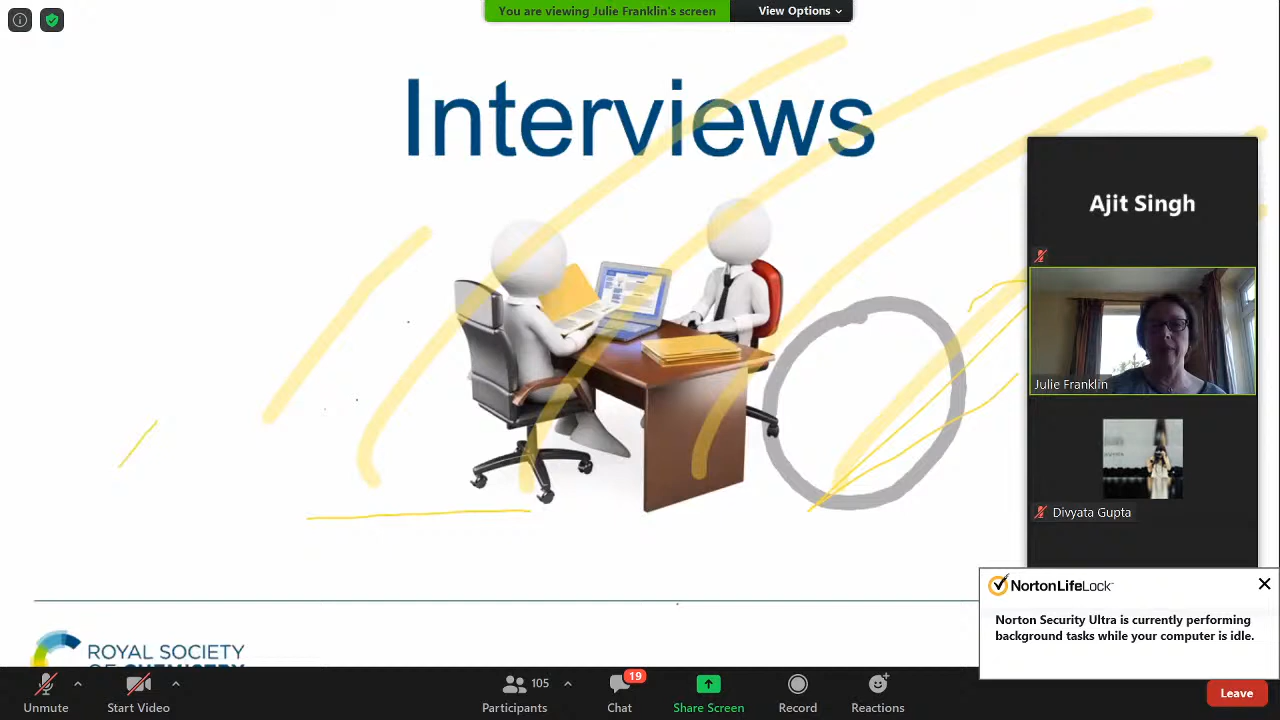 You are viewing Julie Franklin's screen
View Options
Interviews
Ajit Singh
Julie Franklin
Divyata Gupta
NortonLifeLock
Norton Security Ultra is currently performing
background tasks while your computer is idle.
ROYAL SOCIETY
OF CHEMISTRY
Unmute
Start Video
105
Participants
19
Chat
Share Screen
Record
Reactions
Leave